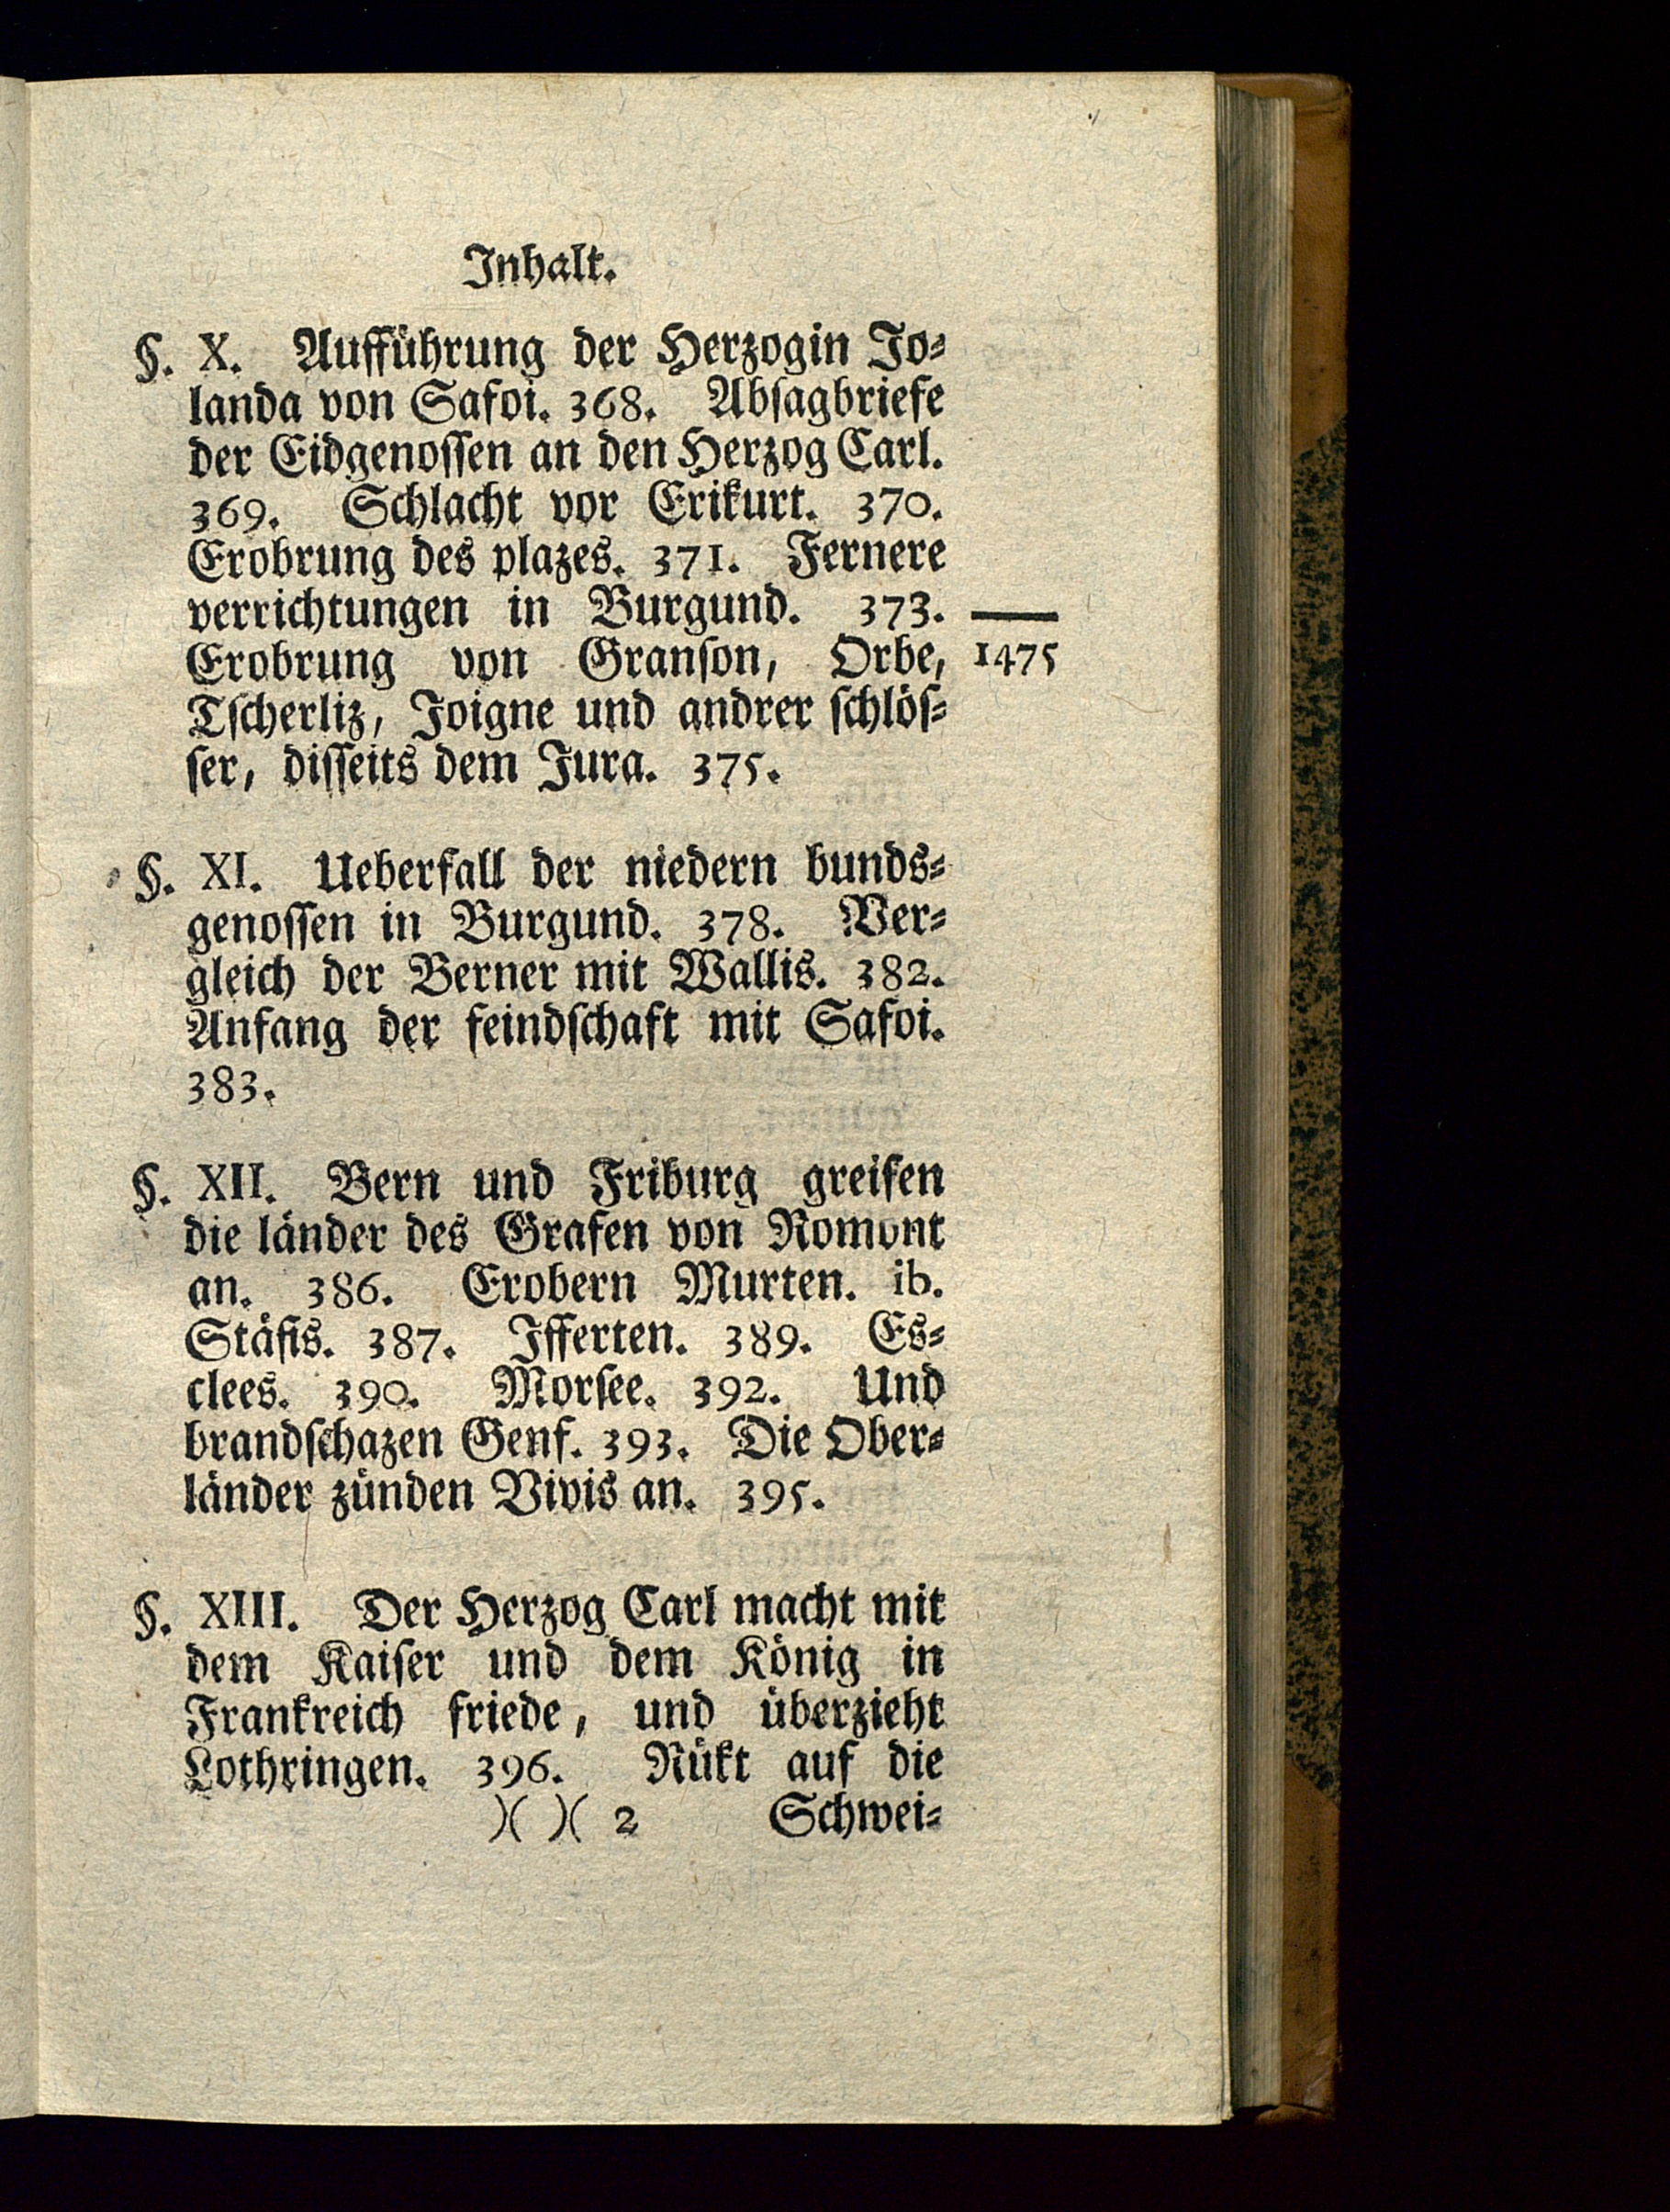 Inhalt.
§. X. Aufführung der Herzogin Jo⸗
landa von Safoi. 368. Abſagbriefe
der Eidgenoſſen an den Herzog Carl.
369. Schlacht vor Erikurt. 370.
Erobrung des plazes. 371. Fernere
verrichtungen in Burgund. 373. —
Erobrung von Granſon, Orbe, 1475
Tſcherliz, Joigne und andrer ſchlöſ⸗
ſer, diſſeits dem Jura. 375.
§. XI. Ueberfall der niedern bunds⸗
genoſſen in Burgund. 378. Ver⸗
gleich der Berner mit Wallis. 382.
Anfang der feindſchaft mit Safoi.
383.
§. XII. Bern und Friburg greifen
die länder des Grafen von Romont
an. 386. Erobern Murten. ib.
Stäfis. 387. Ifferten. 389. Es⸗
clees. 390. Morſee. 392. Und
brandſchazen Genf. 393. Die Ober⸗
länder zünden Vivis an. 395.
§. XIII. Der Herzog Carl macht mit
dem Kaiſer und dem König in
Frankreich friede, und überzieht
Lothringen. 396. Rükt auf die
)( )( 2 Schwei⸗